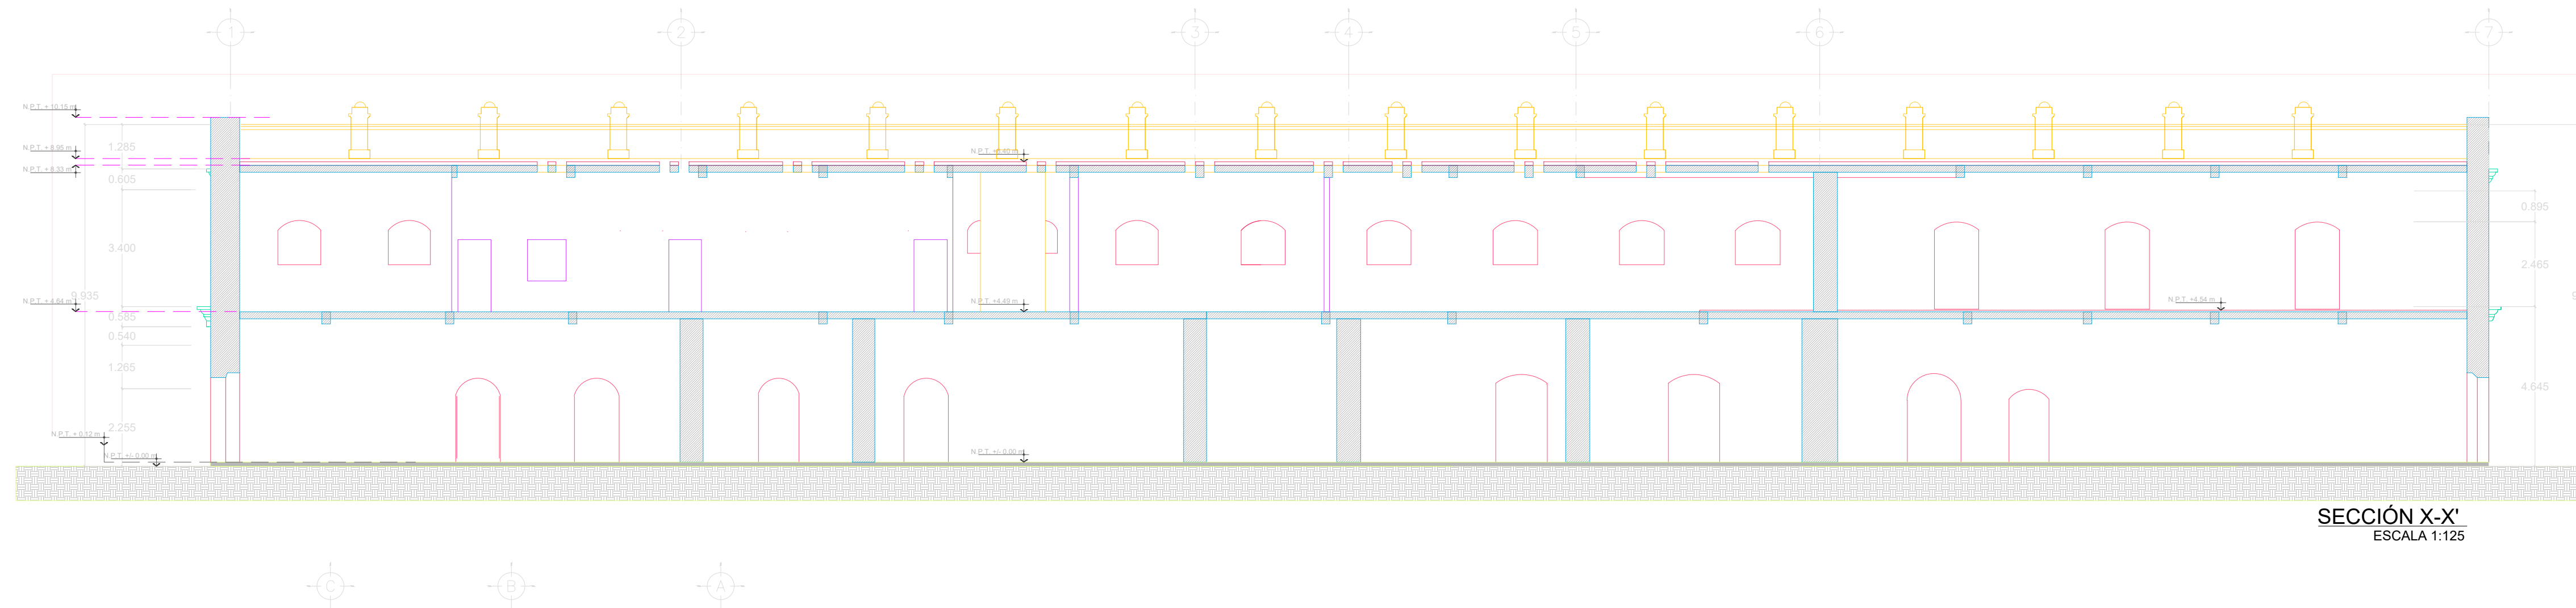 1 2 3 4 5 6 7
N.P.T. + 10.15 m
1.285
N.P.T. + 8.95 m
N.P.T. +8.40 m
N.P.T. + 8.33 m
0.605
0.895
3.400
2.465
9.935
N.P.T. + 4.64 m
N.P.T. +4.49 m
N.P.T. +4.54 m
0.585
0.540
1.265
4.645
2.255
N.P.T. + 0.12 m
N.P.T. +/- 0.00 m
N.P.T. +/- 0.00 m
SECCIÓN X-X'
ESCALA 1:125
C B A